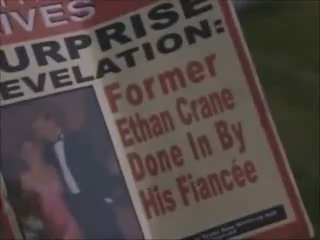 IVES
URPRISE
EVELATION:
Former
Ethan Crane
Done In By
His Fiancée